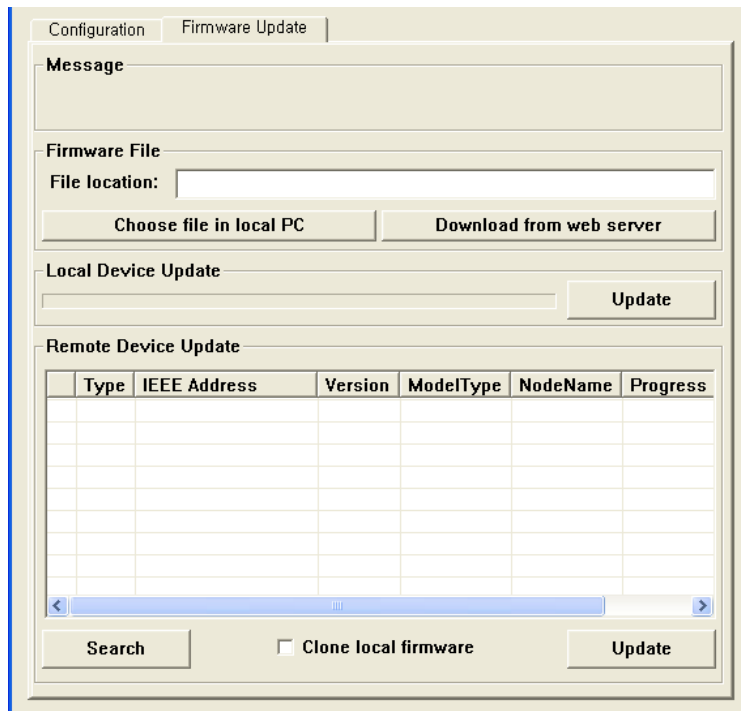 Configuration Firmware Update
Message
Firmware File
File location:
Choose file in local PC Download from web server
Local Device Update
Update
Remote Device Update
Type IEEE Address Version ModelType NodeName Progress
Search Clone local firmware Update